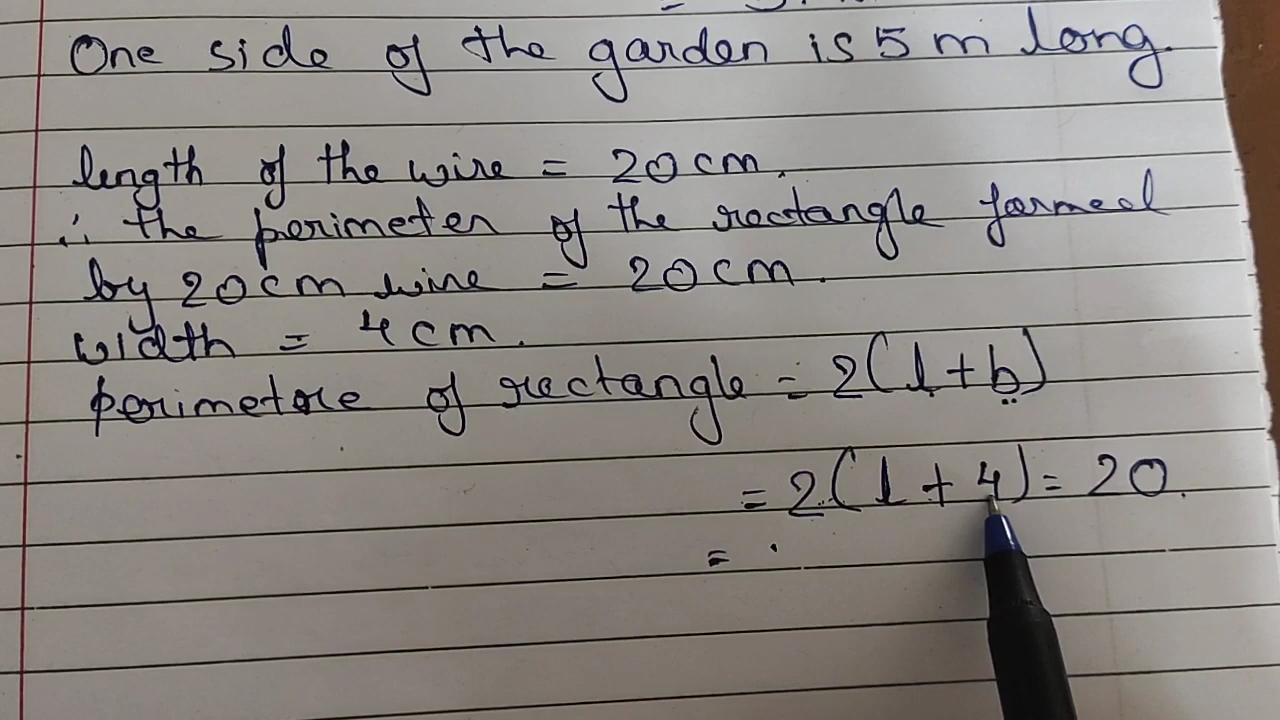 One side of the garden is 5 m long.
length of the wire = 20 cm.
∴ the perimeter of the rectangle formed
by 20 cm wire = 20 cm.
width = 4 cm.
perimetre of rectangle = 2(l+b)
= 2(l + 4) = 20.
=